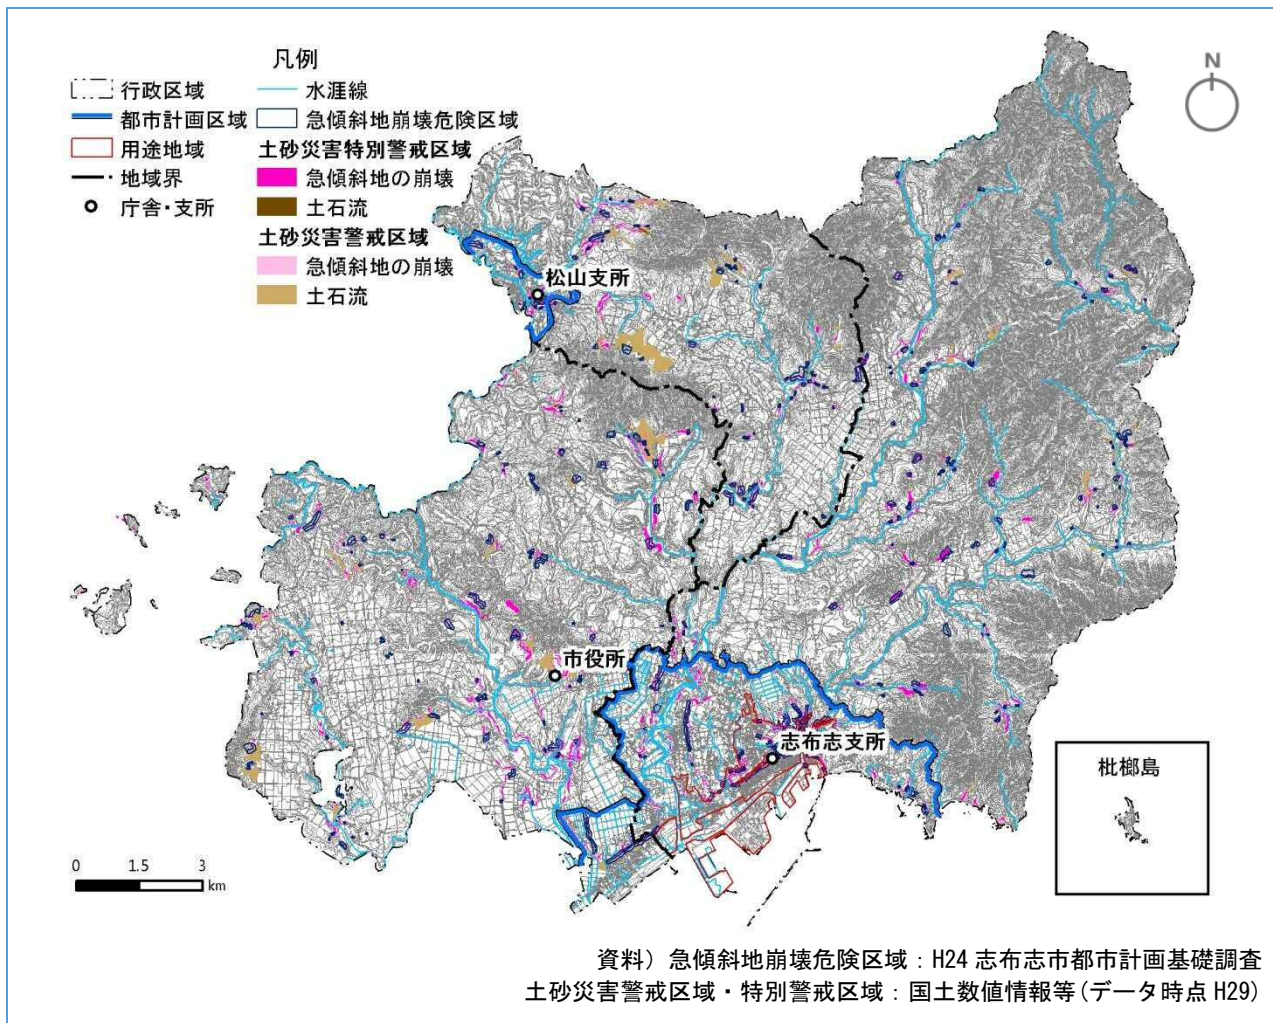 凡例
行政区域
都市計画区域
用途地域
地域界
庁舎・支所
水涯線
急傾斜地崩壊危険区域
土砂災害特別警戒区域
急傾斜地の崩壊
土石流
土砂災害警戒区域
急傾斜地の崩壊
土石流
N
松山支所
市役所
志布志支所
枇榔島
0 1.5 3
km
資料）急傾斜地崩壊危険区域：H24 志布志市都市計画基礎調査
土砂災害警戒区域・特別警戒区域：国土数値情報等(データ時点 H29)